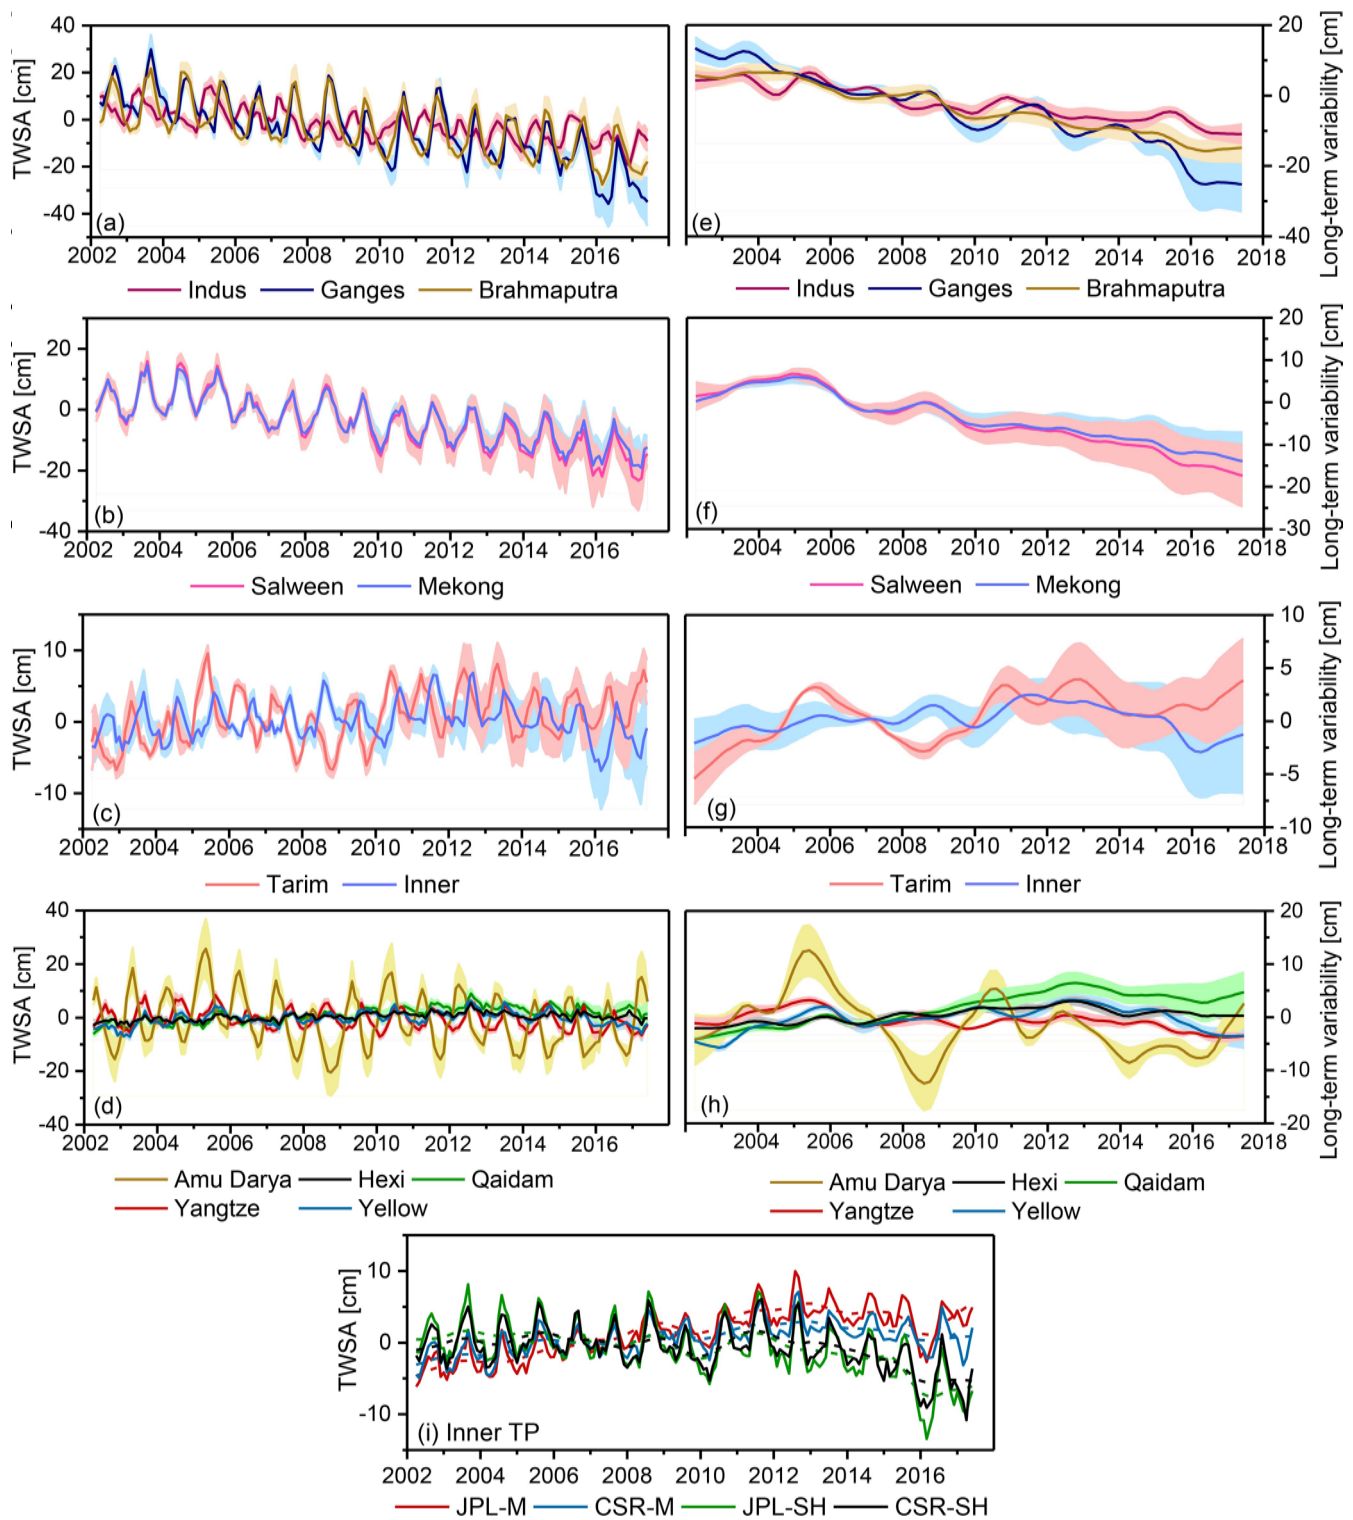 TWSA [cm]
40
20
0
-20
-40
(a)
2002 2004 2006 2008 2010 2012 2014 2016
Indus Ganges Brahmaputra
Long-term variability [cm]
20
0
-20
-40
(e)
2004 2006 2008 2010 2012 2014 2016 2018
Indus Ganges Brahmaputra
TWSA [cm]
20
0
-20
-40
(b)
2002 2004 2006 2008 2010 2012 2014 2016
Salween Mekong
Long-term variability [cm]
20
10
0
-10
-20
-30
(f)
2004 2006 2008 2010 2012 2014 2016 2018
Salween Mekong
TWSA [cm]
10
0
-10
(c)
2002 2004 2006 2008 2010 2012 2014 2016
Tarim Inner
Long-term variability [cm]
10
5
0
-5
-10
(g)
2004 2006 2008 2010 2012 2014 2016 2018
Tarim Inner
TWSA [cm]
40
20
0
-20
-40
(d)
2002 2004 2006 2008 2010 2012 2014 2016
Amu Darya Hexi Qaidam
Yangtze Yellow
Long-term variability [cm]
20
10
0
-10
-20
(h)
2004 2006 2008 2010 2012 2014 2016 2018
Amu Darya Hexi Qaidam
Yangtze Yellow
TWSA [cm]
10
0
-10
(i) Inner TP
2002 2004 2006 2008 2010 2012 2014 2016
JPL-M CSR-M JPL-SH CSR-SH